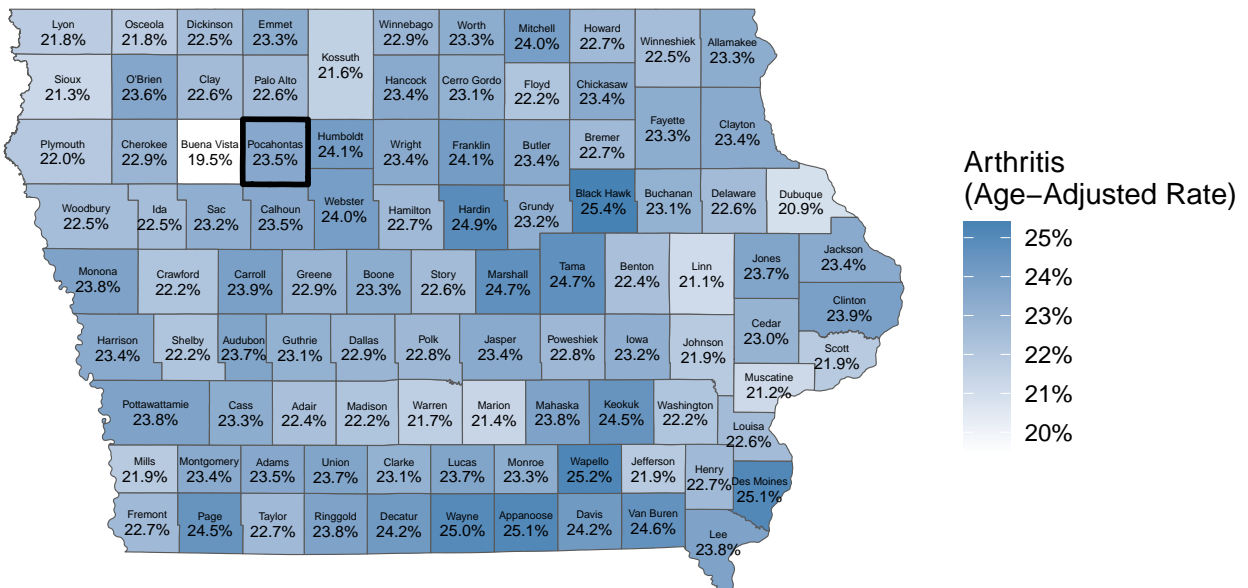 Lyon
21.8%
Osceola
21.8%
Dickinson
22.5%
Emmet
23.3%
Kossuth
21.6%
Winnebago
22.9%
Worth
23.3%
Mitchell
24.0%
Howard
22.7%
Winneshiek
22.5%
Allamakee
23.3%
Sioux
21.3%
O'Brien
23.6%
Clay
22.6%
Palo Alto
22.6%
Hancock
23.4%
Cerro Gordo
23.1%
Floyd
22.2%
Chickasaw
23.4%
Fayette
23.3%
Clayton
23.4%
Plymouth
22.0%
Cherokee
22.9%
Buena Vista
19.5%
Pocahontas
23.5%
Humboldt
24.1%
Wright
23.4%
Franklin
24.1%
Butler
23.4%
Bremer
22.7%
Woodbury
22.5%
Ida
22.5%
Sac
23.2%
Calhoun
23.5%
Webster
24.0%
Hamilton
22.7%
Hardin
24.9%
Grundy
23.2%
Black Hawk
25.4%
Buchanan
23.1%
Delaware
22.6%
Dubuque
20.9%
Monona
23.8%
Crawford
22.2%
Carroll
23.9%
Greene
22.9%
Boone
23.3%
Story
22.6%
Marshall
24.7%
Tama
24.7%
Benton
22.4%
Linn
21.1%
Jones
23.7%
Jackson
23.4%
Clinton
23.9%
Harrison
23.4%
Shelby
22.2%
Audubon
23.7%
Guthrie
23.1%
Dallas
22.9%
Polk
22.8%
Jasper
23.4%
Poweshiek
22.8%
Iowa
23.2%
Johnson
21.9%
Cedar
23.0%
Scott
21.9%
Muscatine
21.2%
Pottawattamie
23.8%
Cass
23.3%
Adair
22.4%
Madison
22.2%
Warren
21.7%
Marion
21.4%
Mahaska
23.8%
Keokuk
24.5%
Washington
22.2%
Louisa
22.6%
Mills
21.9%
Montgomery
23.4%
Adams
23.5%
Union
23.7%
Clarke
23.1%
Lucas
23.7%
Monroe
23.3%
Wapello
25.2%
Jefferson
21.9%
Henry
22.7%
Des Moines
25.1%
Fremont
22.7%
Page
24.5%
Taylor
22.7%
Ringgold
23.8%
Decatur
24.2%
Wayne
25.0%
Appanoose
25.1%
Davis
24.2%
Van Buren
24.6%
Lee
23.8%
Arthritis
(Age−Adjusted Rate)
25%
24%
23%
22%
21%
20%